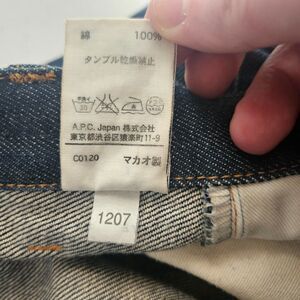 綿 100%
タンブル乾燥禁止
A.P.C. Japan 株式会社
東京都渋谷区猿楽町11-9
C0120 マカオ製
1207